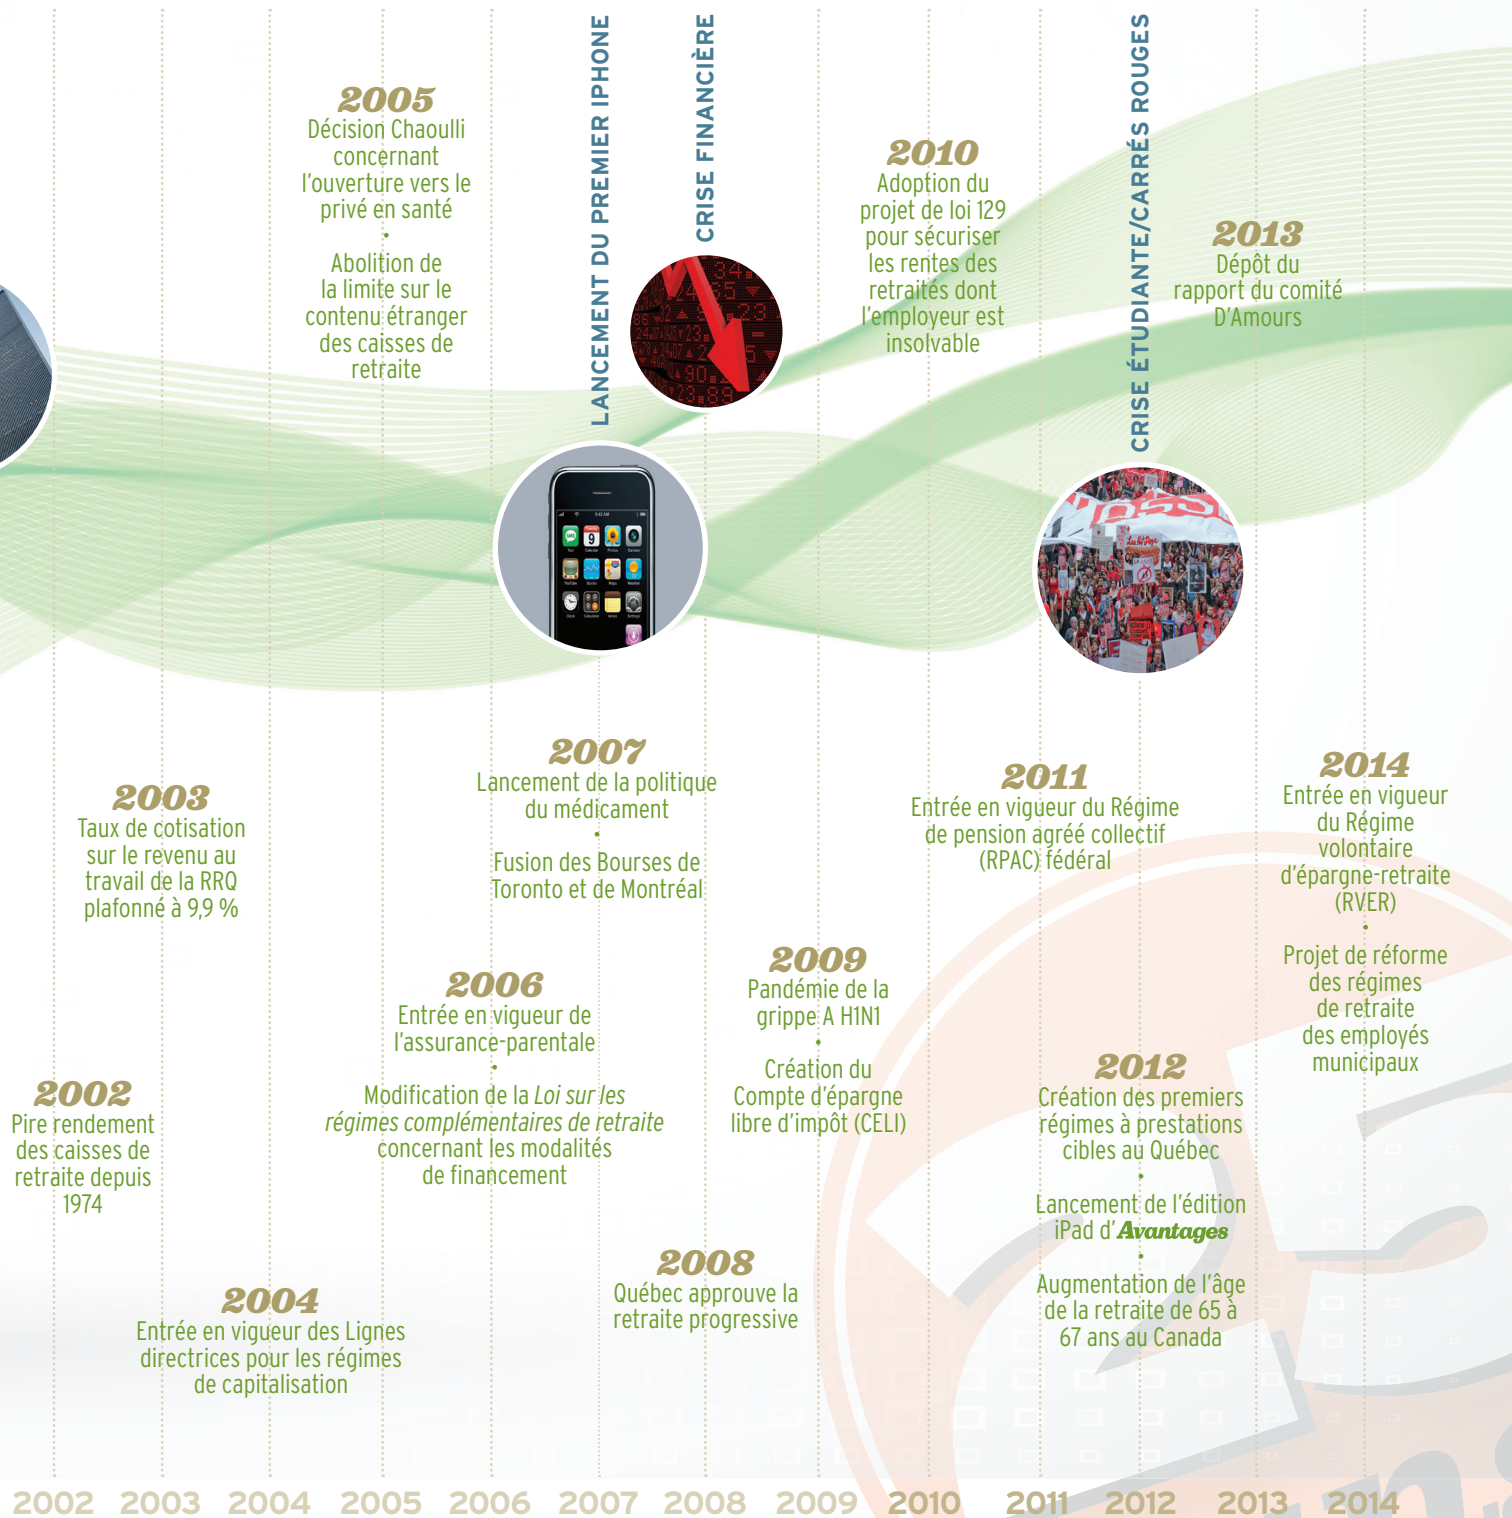 LANCEMENT DU PREMIER IPHONE
CRISE FINANCIÈRE
CRISE ÉTUDIANTE/CARRÉS ROUGES
2005
Décision Chaoulli
concernant
l'ouverture vers le
privé en santé
•
Abolition de
la limite sur le
contenu étranger
des caisses de
retraite
2010
Adoption du
projet de loi 129
pour sécuriser
les rentes des
retraités dont
l'employeur est
insolvable
2013
Dépôt du
rapport du comité
D'Amours
2003
Taux de cotisation
sur le revenu au
travail de la RRQ
plafonné à 9,9 %
2007
Lancement de la politique
du médicament
•
Fusion des Bourses de
Toronto et de Montréal
2011
Entrée en vigueur du Régime
de pension agréé collectif
(RPAC) fédéral
2014
Entrée en vigueur
du Régime
volontaire
d'épargne-retraite
(RVER)
•
Projet de réforme
des régimes
de retraite
des employés
municipaux
2002
Pire rendement
des caisses de
retraite depuis
1974
2006
Entrée en vigueur de
l'assurance-parentale
•
Modification de la Loi sur les
régimes complémentaires de retraite
concernant les modalités
de financement
2009
Pandémie de la
grippe A H1N1
•
Création du
Compte d'épargne
libre d'impôt (CELI)
2012
Création des premiers
régimes à prestations
cibles au Québec
•
Lancement de l'édition
iPad d'Avantages
•
Augmentation de l'âge
de la retraite de 65 à
67 ans au Canada
2004
Entrée en vigueur des Lignes
directrices pour les régimes
de capitalisation
2008
Québec approuve la
retraite progressive
2002 2003 2004 2005 2006 2007 2008 2009 2010 2011 2012 2013 2014